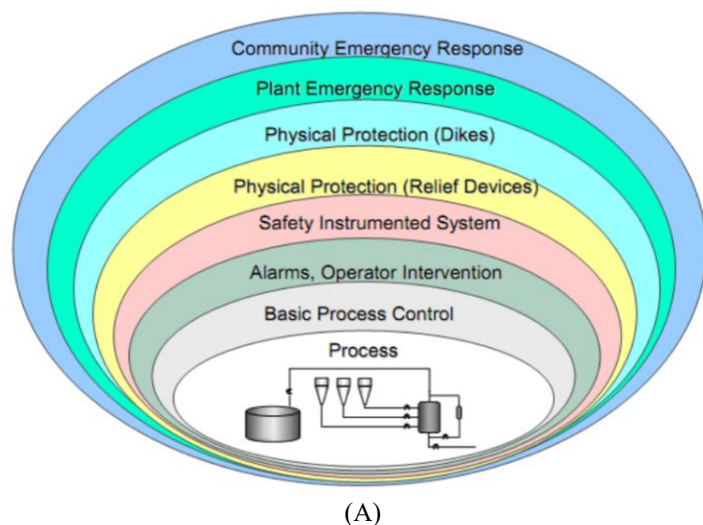 Community Emergency Response
Plant Emergency Response
Physical Protection (Dikes)
Physical Protection (Relief Devices)
Safety Instrumented System
Alarms, Operator Intervention
Basic Process Control
Process
(A)